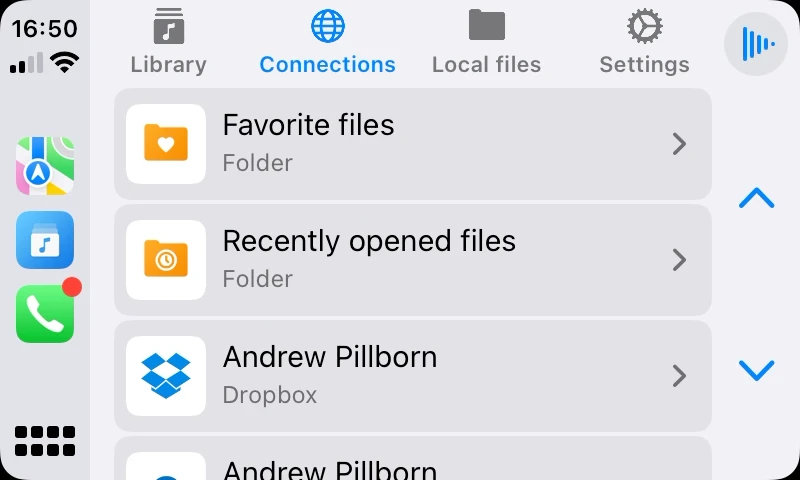 16:50
Library
Connections
Local files
Settings
Favorite files
Folder
Recently opened files
Folder
Andrew Pillborn
Dropbox
Andrew Pillborn